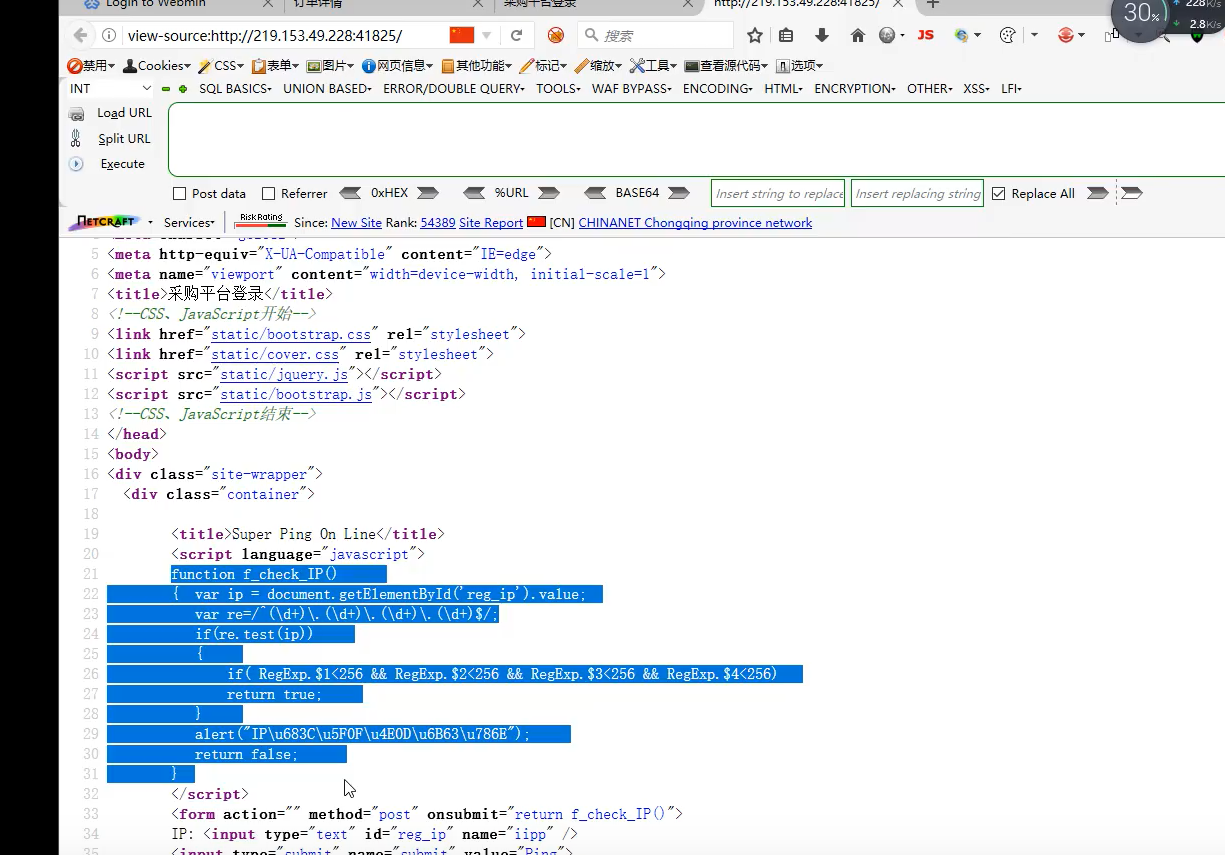 Login to Webmin
订单详情
采购平台登录
http://219.153.49.228:41825/
30%
228K/s
2.8K/s
view-source:http://219.153.49.228:41825/
搜索
JS
禁用 Cookies CSS 表单 图片 网页信息 其他功能 标记 缩放 工具 查看源代码 选项
INT SQL BASICS UNION BASED ERROR/DOUBLE QUERY TOOLS WAF BYPASS ENCODING HTML ENCRYPTION OTHER XSS LFI
Load URL
Split URL
Execute
Post data Referrer 0xHEX %URL BASE64 Insert string to replace Insert replacing string Replace All
NETCRAFT Services Risk Rating Since: New Site Rank: 54389 Site Report [CN] CHINANET Chongqing province network
5 <meta http-equiv="X-UA-Compatible" content="IE=edge">
6 <meta name="viewport" content="width=device-width, initial-scale=1">
7 <title>采购平台登录</title>
8 <!--CSS、JavaScript开始-->
9 <link href="static/bootstrap.css" rel="stylesheet">
10 <link href="static/cover.css" rel="stylesheet">
11 <script src="static/jquery.js"></script>
12 <script src="static/bootstrap.js"></script>
13 <!--CSS、JavaScript结束-->
14 </head>
15 <body>
16 <div class="site-wrapper">
17 <div class="container">
18
19 <title>Super Ping On Line</title>
20 <script language="javascript">
21 function f_check_IP()
22 { var ip = document.getElementById('reg_ip').value;
23 var re=/^(\d+)\.(\d+)\.(\d+)\.(\d+)$/;
24 if(re.test(ip))
25 {
26 if( RegExp.$1<256 && RegExp.$2<256 && RegExp.$3<256 && RegExp.$4<256)
27 return true;
28 }
29 alert("IP\u683C\u5F0F\u4E0D\u6B63\u786E");
30 return false;
31 }
32 </script>
33 <form action="" method="post" onsubmit="return f_check_IP()">
34 IP: <input type="text" id="reg_ip" name="iipp" />
35 <input type="submit" name="submit" value="Ping">